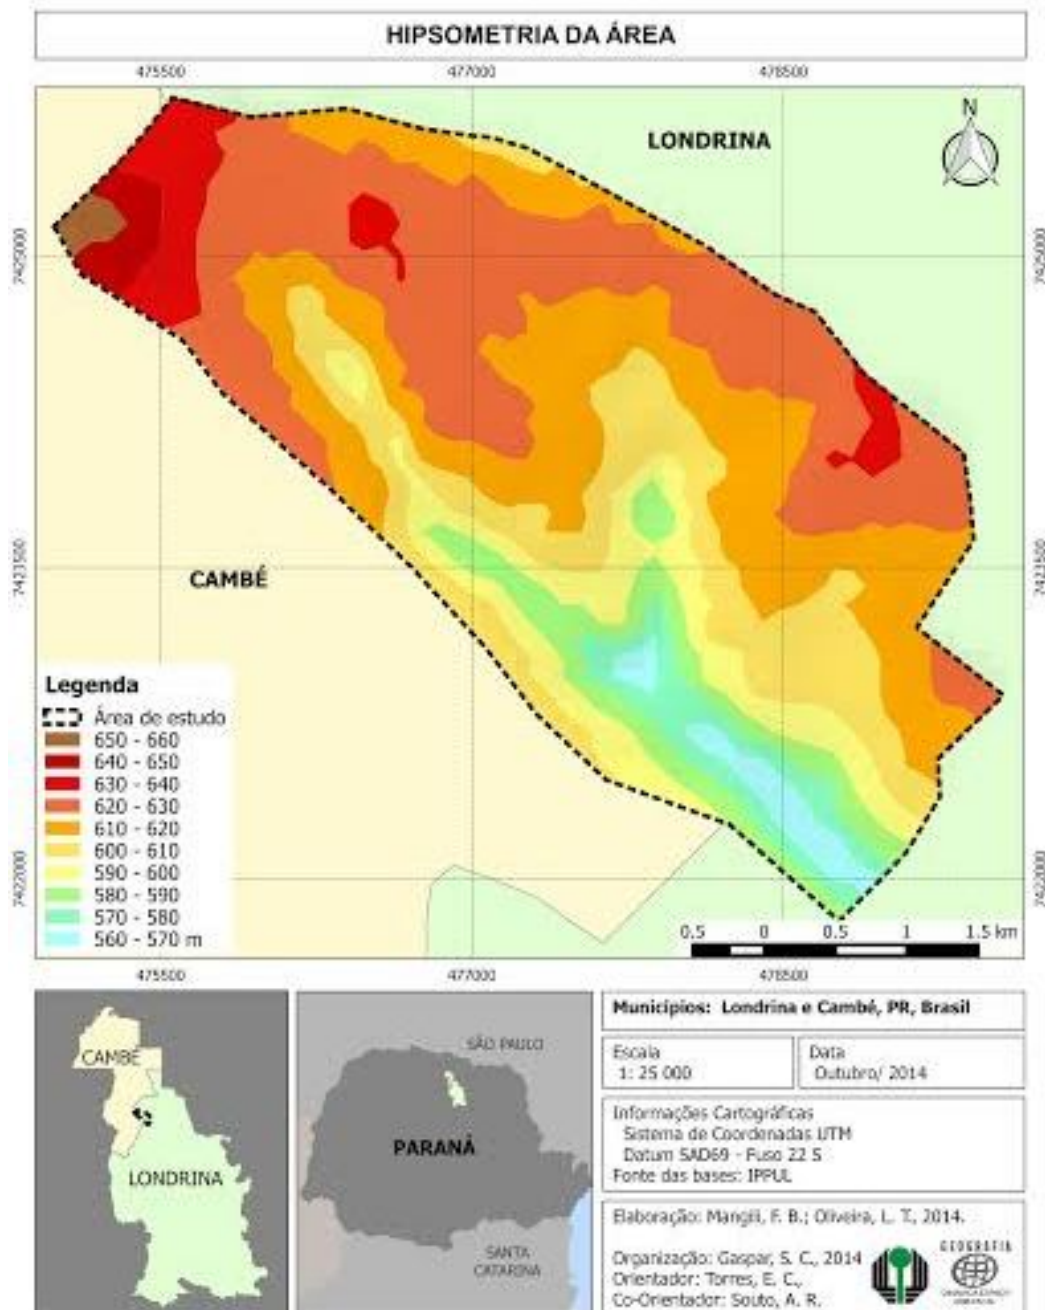 HIPSOMETRIA DA ÁREA
475500 477000 478500
LONDRINA
N
7425000 7425000
7423500 7423500
CAMBÉ
Legenda
Área de estudo
650 - 660
640 - 650
630 - 640
620 - 630
610 - 620
600 - 610
590 - 600
580 - 590
570 - 580
560 - 570 m
7422000 7422000
0.5 0 0.5 1 1.5 km
475500 477000 478500
CAMBÉ
LONDRINA
SÃO PAULO
PARANÁ
SANTA
CATARINA
Municípios: Londrina e Cambé, PR, Brasil
Escala
1: 25 000
Data
Outubro/ 2014
Informações Cartográficas
Sistema de Coordenadas UTM
Datum SAD69 - Fuso 22 S
Fonte das bases: IPPUL
Elaboração: Mangili, F. B.; Oliveira, L. T., 2014.
Organização: Gaspar, S. C., 2014
Orientador: Torres, E. C.,
Co-Orientador: Souto, A. R.
GEOGRAFIA